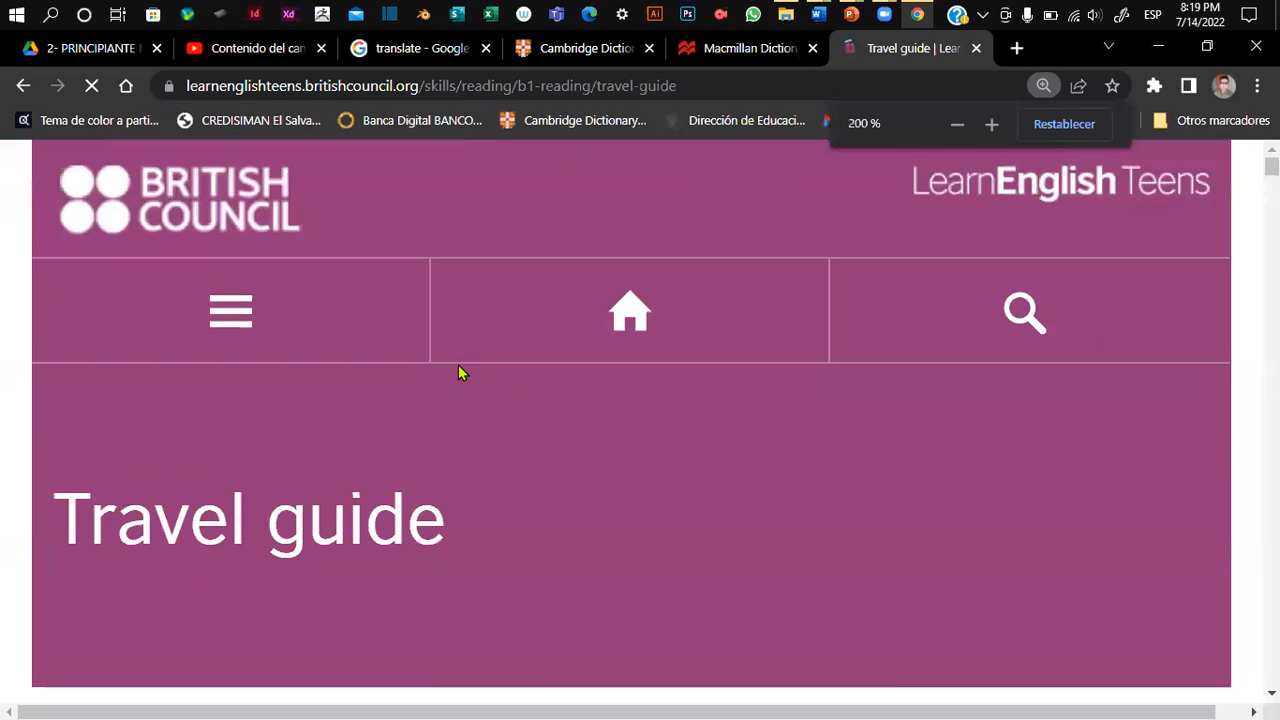 8:19 PM
ESP
7/14/2022
2- PRINCIPIANTE M
Contenido del can
translate - Google
Cambridge Dictio
Macmillan Diction
Travel guide | Lea
learnenglishteens.britishcouncil.org/skills/reading/b1-reading/travel-guide
Tema de color a parti...
CREDISIMAN El Salva...
Banca Digital BANCO...
Cambridge Dictionary...
Dirección de Educaci...
Otros marcadores
200 %
Restablecer
BRITISH
COUNCIL
LearnEnglish Teens
Travel guide